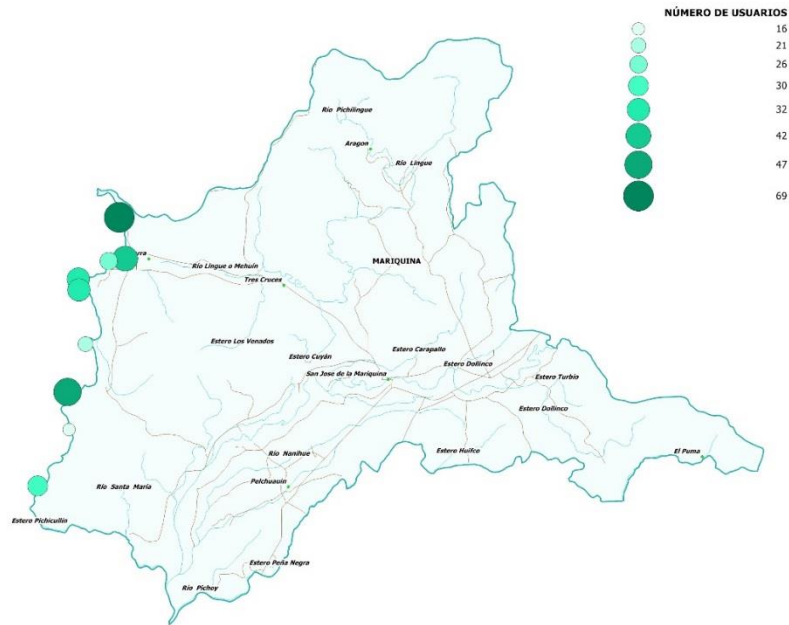 NÚMERO DE USUARIOS
16
21
26
30
32
42
47
69
Río Pichilingue
Aragon
Río Lingue
MARIQUINA
Río Lingue o Mehuín
Tres Cruces
Estero Los Venados
Estero Cuyán
Estero Carapallo
San Jose de la Mariquina
Estero Dollinco
Estero Turbio
Estero Dollinco
Río Nanihue
Estero Huifco
El Puma
Río Santa María
Pelchuquin
Estero Pichicullin
Estero Peña Negra
Río Pichoy